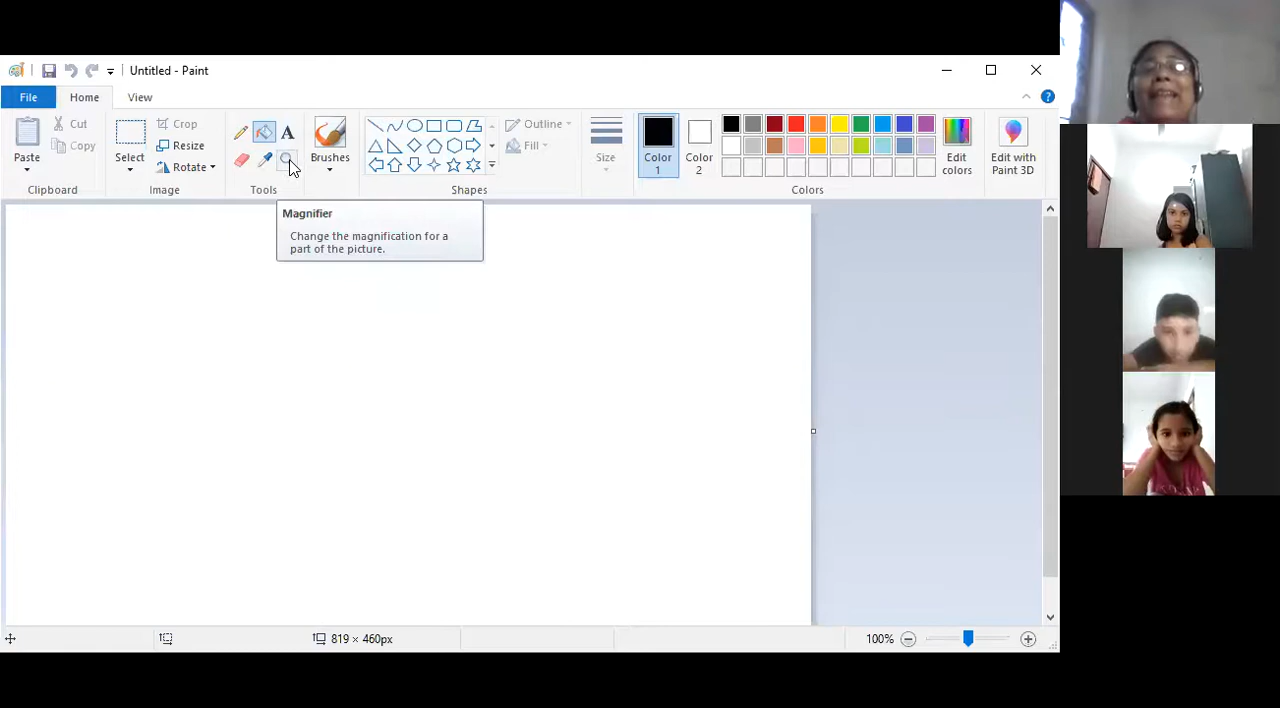 Untitled - Paint
File Home View
Paste
Cut
Copy
Clipboard
Select
Crop
Resize
Rotate
Image
A
Tools
Brushes
Shapes
Outline
Fill
Size
Color 1
Color 2
Edit colors
Colors
Edit with Paint 3D
Magnifier
Change the magnification for a
part of the picture.
819 × 460px
100%